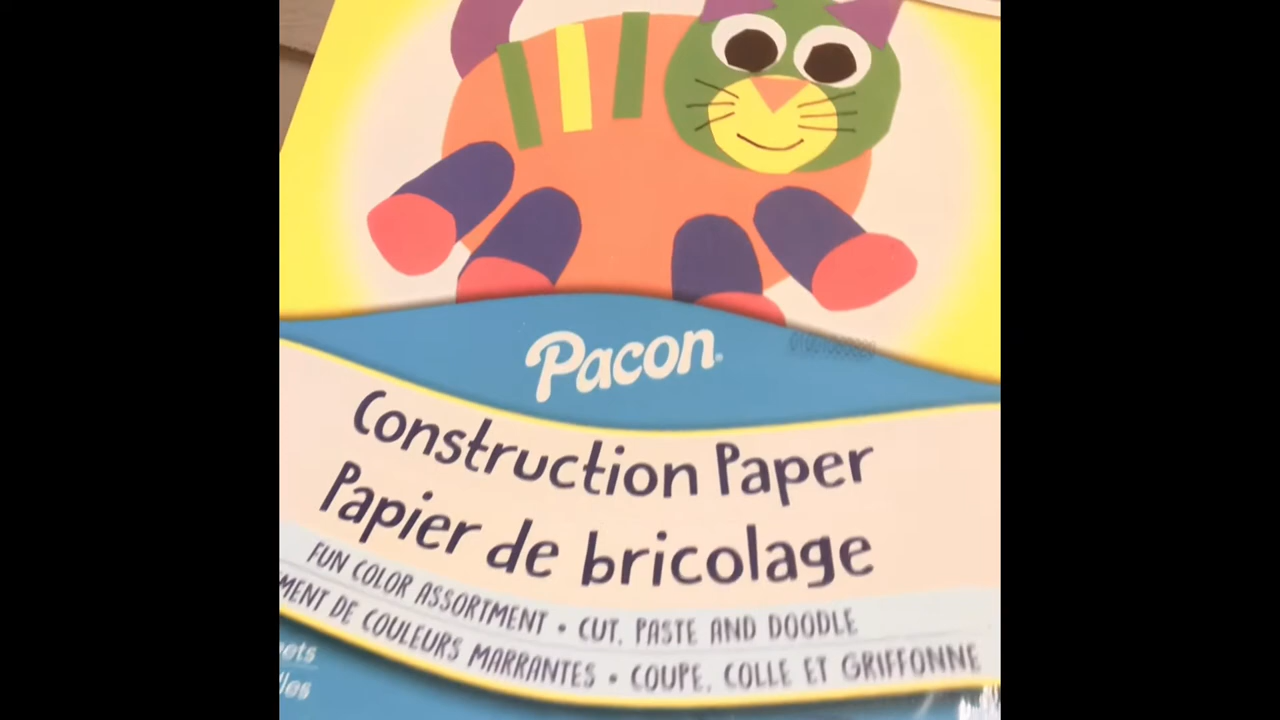 Pacon
Construction Paper
Papier de bricolage
FUN COLOR ASSORTMENT • CUT, PASTE AND DOODLE
DE COULEURS MARRANTES • COUPE, COLLE ET GRIFFONNE